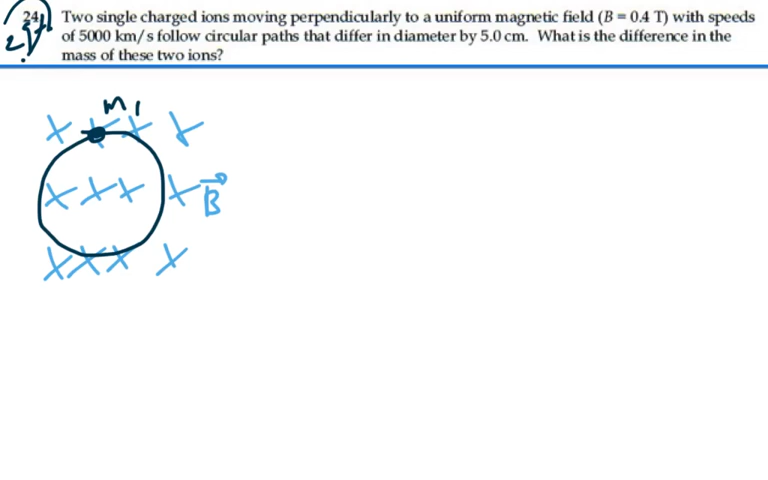 24. Two single charged ions moving perpendicularly to a uniform magnetic field (B = 0.4 T) with speeds
of 5000 km/s follow circular paths that differ in diameter by 5.0 cm. What is the difference in the
mass of these two ions?
m1
x x x x
x x x x B
x x x x